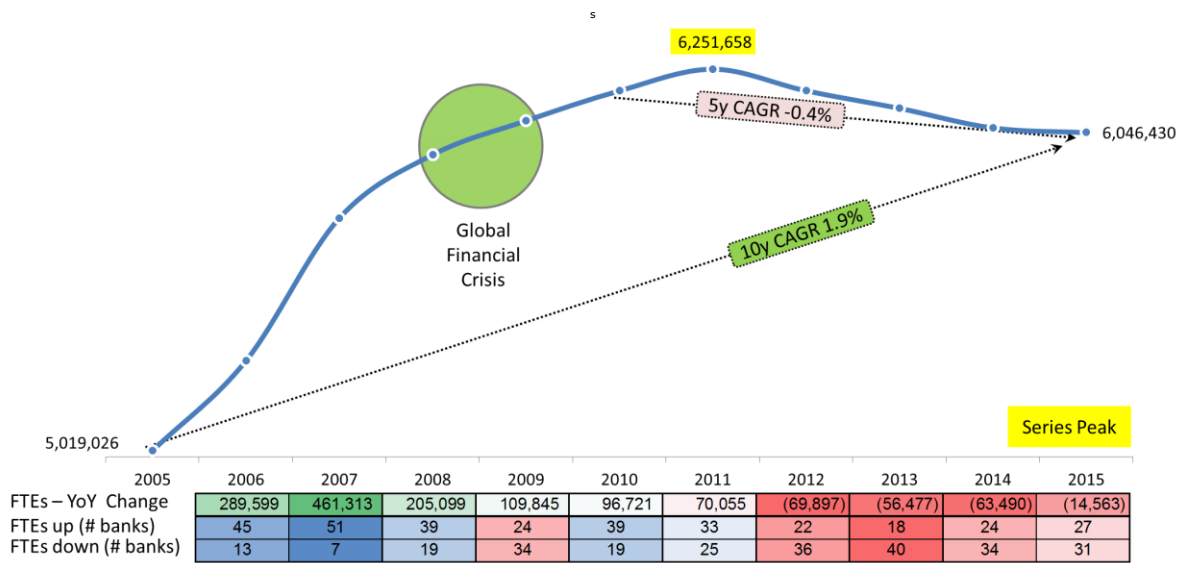 s
6,251,658
5y CAGR -0.4%
6,046,430
Global
Financial
Crisis
10y CAGR 1.9%
5,019,026
Series Peak
2005 2006 2007 2008 2009 2010 2011 2012 2013 2014 2015
FTEs – YoY Change 289,599 461,313 205,099 109,845 96,721 70,055 (69,897) (56,477) (63,490) (14,563)
FTEs up (# banks) 45 51 39 24 39 33 22 18 24 27
FTEs down (# banks) 13 7 19 34 19 25 36 40 34 31